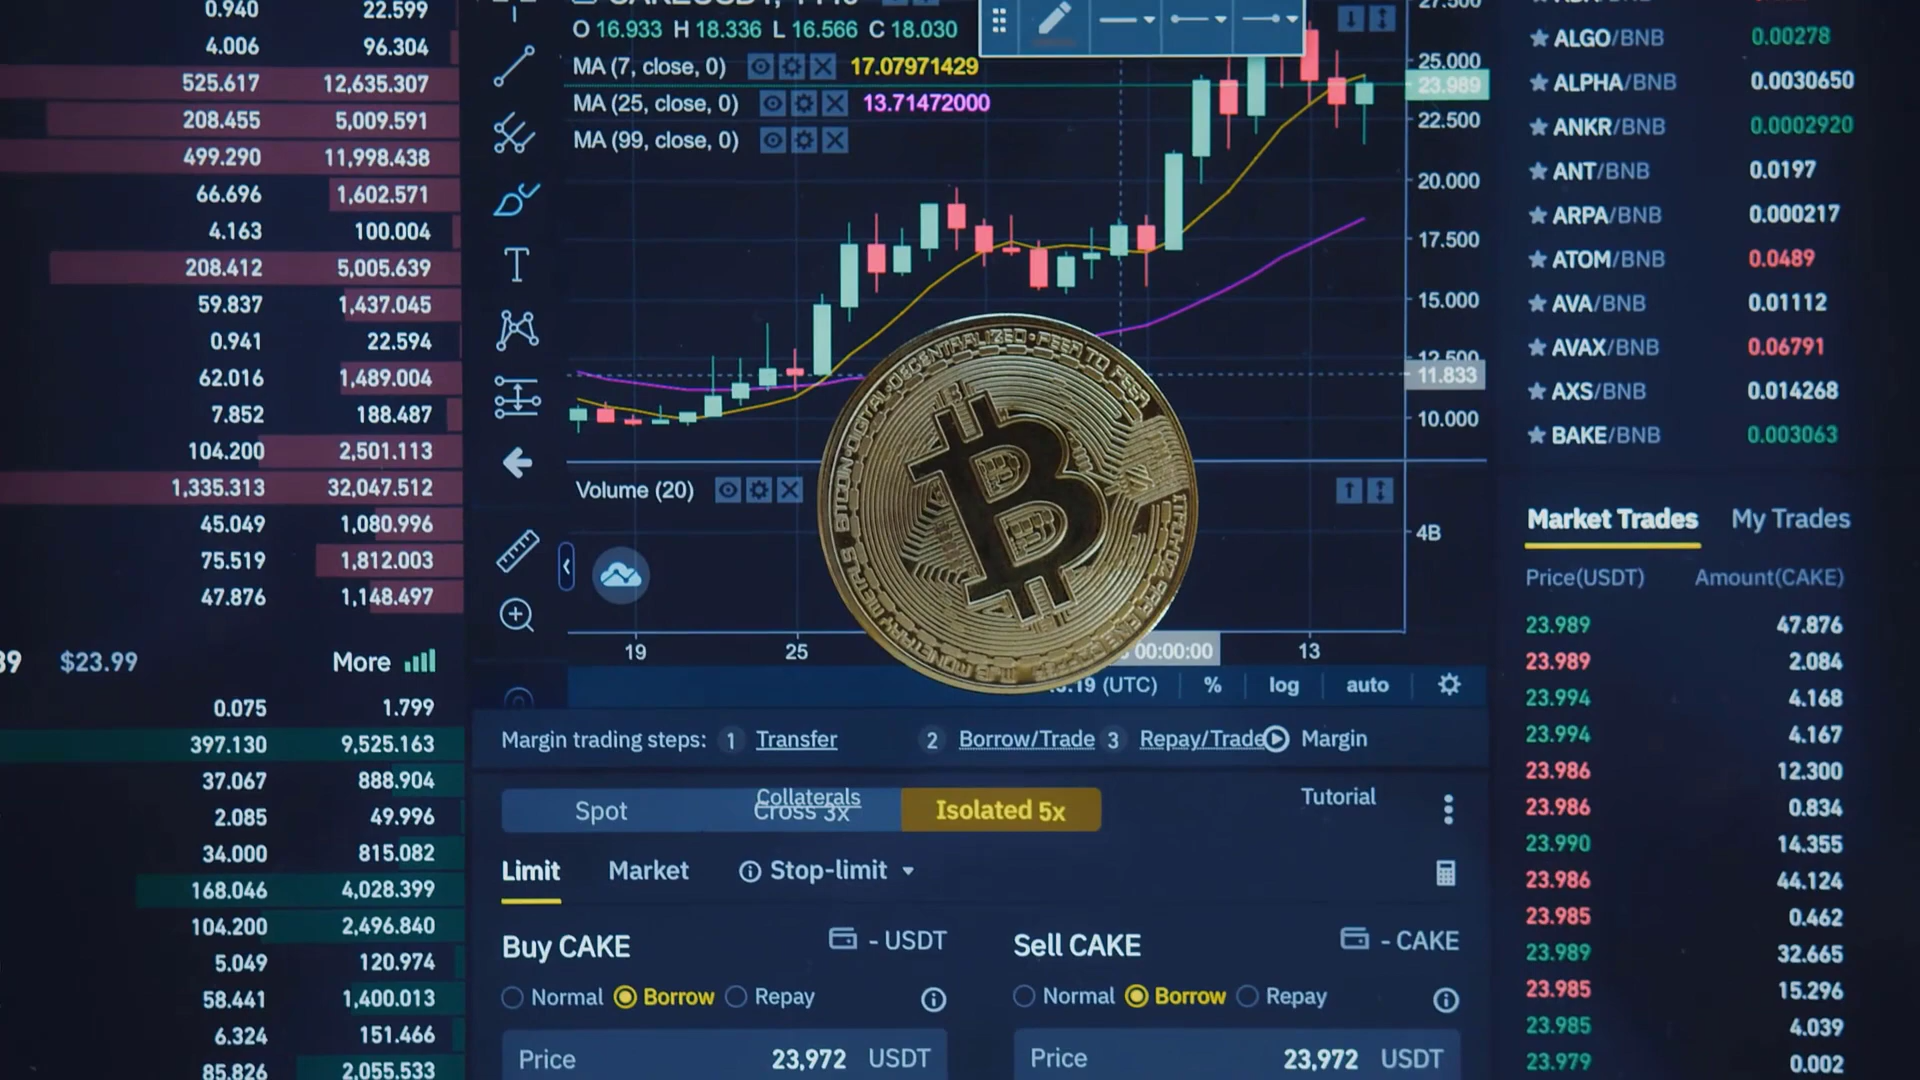 0.940 22.599
4.006 96.304
525.617 12,635.307
208.455 5,009.591
499.290 11,998.438
66.696 1,602.571
4.163 100.004
208.412 5,005.639
59.837 1,437.045
0.941 22.594
62.016 1,489.004
7.852 188.487
104.200 2,501.113
1,335.313 32,047.512
45.049 1,080.996
75.519 1,812.003
47.876 1,148.497
$23.99 More
0.075 1.799
397.130 9,525.163
37.067 888.904
2.085 49.996
34.000 815.082
168.046 4,028.399
104.200 2,496.840
5.049 120.974
58.441 1,400.013
6.324 151.466
85.826 2,055.533
O 16.933 H 18.336 L 16.566 C 18.030
MA (7, close, 0) 17.07971429
MA (25, close, 0) 13.71472000
MA (99, close, 0)
27.500
25.000
23.989
22.500
20.000
17.500
15.000
12.500
11.833
10.000
Volume (20)
4B
BITCOIN • DIGITAL • DECENTRALIZED • PEER TO PEER
B
19 25 00:00:00 13
(UTC) % log auto
Margin trading steps: 1 Transfer 2 Borrow/Trade 3 Repay/Trade Margin
Collaterals Tutorial
Spot Cross 3x Isolated 5x
Limit Market Stop-limit
Buy CAKE - USDT Sell CAKE - CAKE
Normal Borrow Repay Normal Borrow Repay
Price 23,972 USDT Price 23,972 USDT
ALGO/BNB 0.00278
ALPHA/BNB 0.0030650
ANKR/BNB 0.0002920
ANT/BNB 0.0197
ARPA/BNB 0.000217
ATOM/BNB 0.0489
AVA/BNB 0.01112
AVAX/BNB 0.06791
AXS/BNB 0.014268
BAKE/BNB 0.003063
Market Trades My Trades
Price(USDT) Amount(CAKE)
23.989 47.876
23.989 2.084
23.994 4.168
23.994 4.167
23.986 12.300
23.986 0.834
23.990 14.355
23.986 44.124
23.985 0.462
23.989 32.665
23.985 15.296
23.985 4.039
23.979 0.002